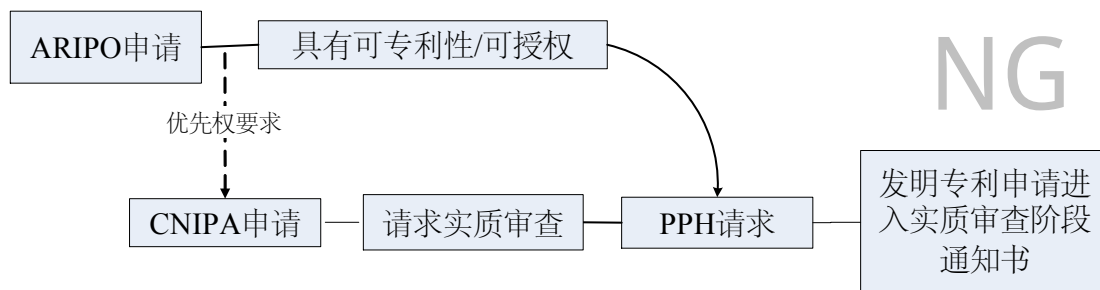 ARIPO申请
具有可专利性/可授权
NG
优先权要求
CNIPA申请
请求实质审查
PPH请求
发明专利申请进
入实质审查阶段
通知书